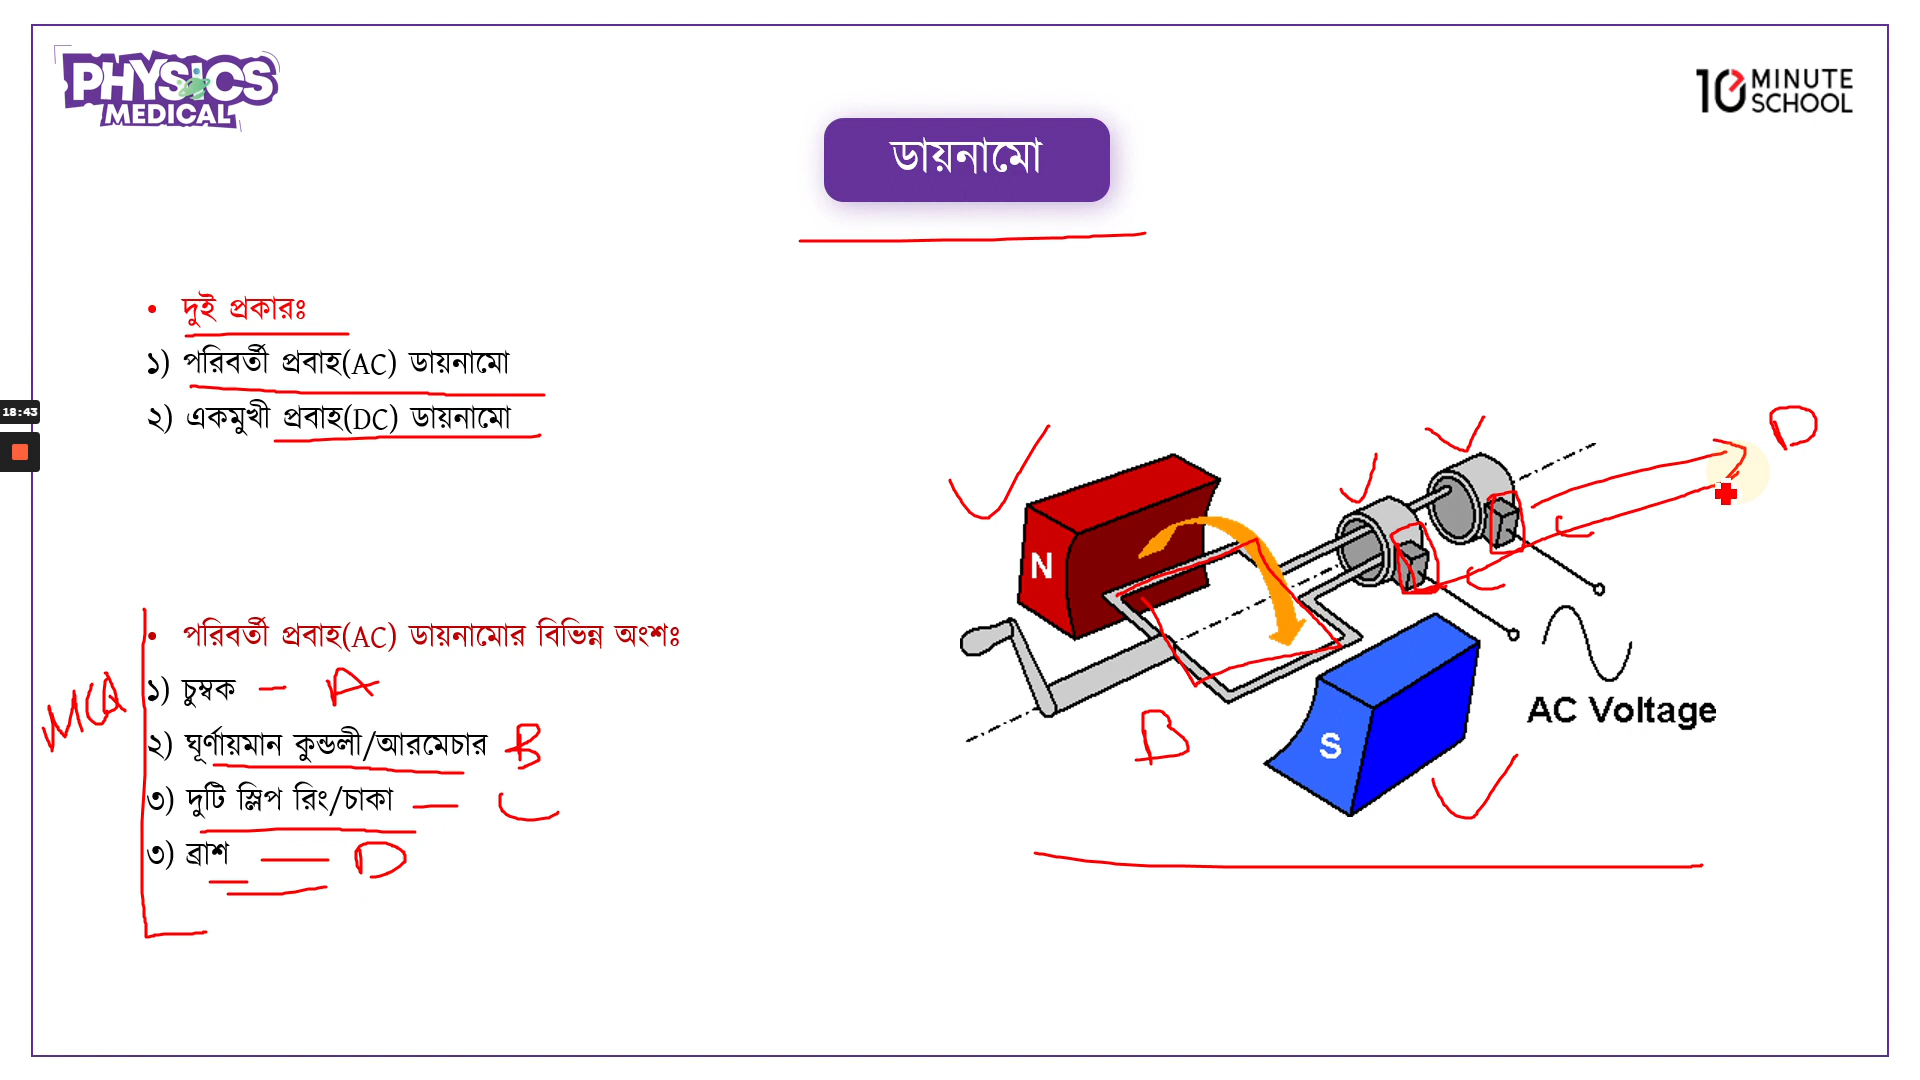 PHYSICS
MEDICAL
10 MINUTE
SCHOOL
ডায়নামো
• দুই প্রকারঃ
১) পরিবর্তী প্রবাহ(AC) ডায়নামো
২) একমুখী প্রবাহ(DC) ডায়নামো
18:43
• পরিবর্তী প্রবাহ(AC) ডায়নামোর বিভিন্ন অংশঃ
MCQ
১) চুম্বক — A
২) ঘূর্ণায়মান কুন্ডলী/আরমেচার B
৩) দুটি স্লিপ রিং/চাকা — C
৩) ব্রাশ — D
D
N
C
C
B
S
AC Voltage